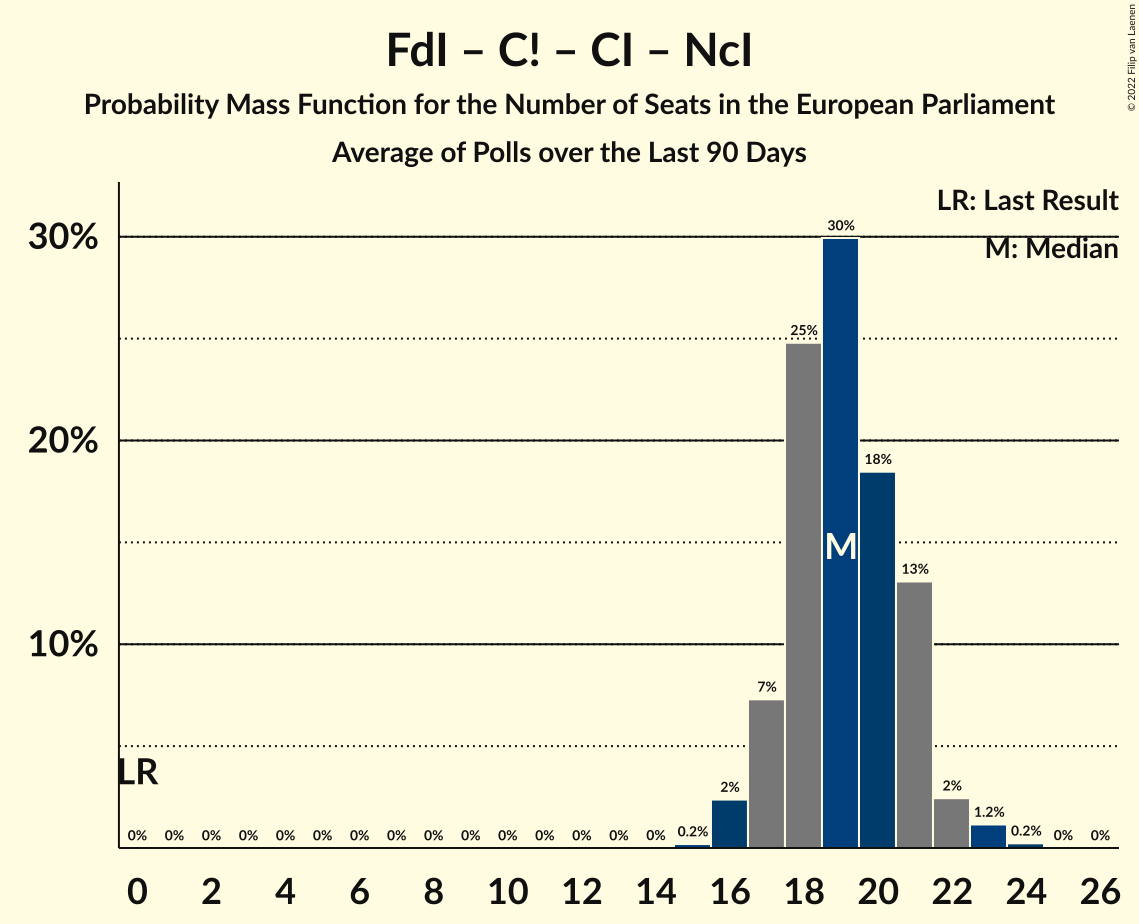 FdI – C! – CI – NcI
Probability Mass Function for the Number of Seats in the European Parliament
Average of Polls over the Last 90 Days
© 2022 Filip van Laenen
LR: Last Result
M: Median
30%
20%
10%
30%
25%
18%
13%
7%
2%
2%
1.2%
0.2%
0.2%
M
LR
0% 0% 0% 0% 0% 0% 0% 0% 0% 0% 0% 0% 0% 0% 0% 0% 0%
0 2 4 6 8 10 12 14 16 18 20 22 24 26